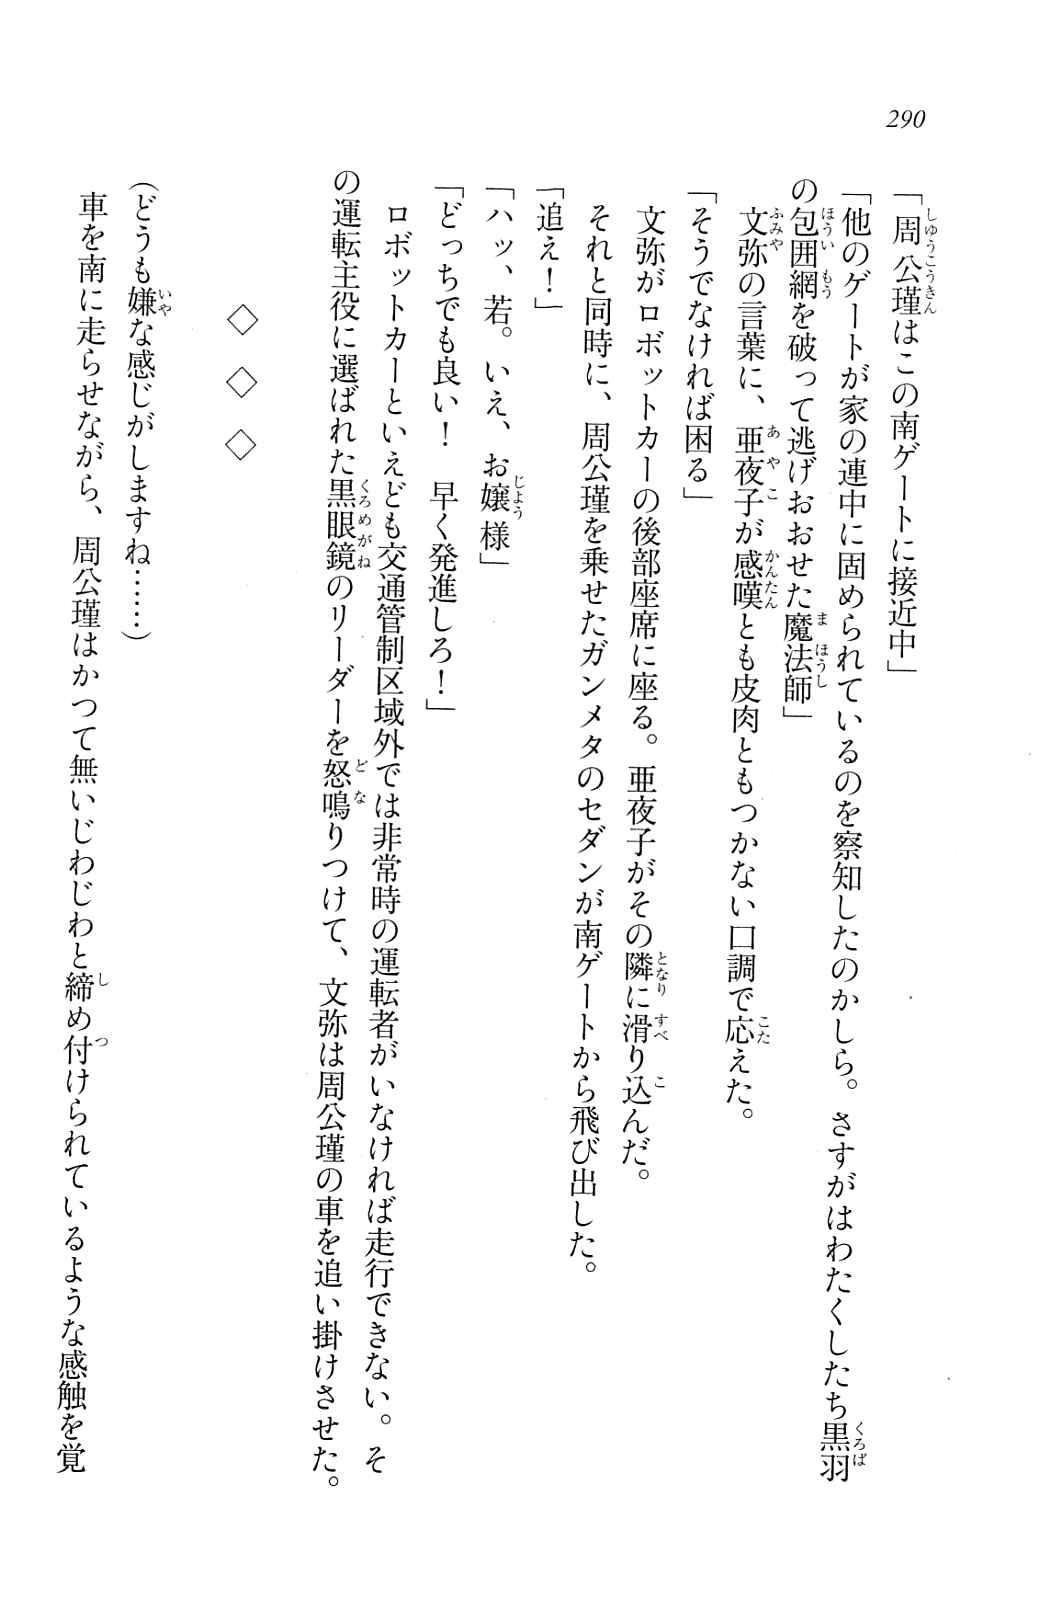 290
「周公瑾はこの南ゲートに接近中」
「他のゲートが家の連中に固められているのを察知したのかしら。さすがはわたくしたち黒羽
の包囲網を破って逃げおおせた魔法師」
文弥の言葉に、亜夜子が感嘆とも皮肉ともつかない口調で応えた。
「そうでなければ困る」
文弥がロボットカーの後部座席に座る。亜夜子がその隣に滑り込んだ。
それと同時に、周公瑾を乗せたガンメタのセダンが南ゲートから飛び出した。
「追え！」
「ハッ、若。いえ、お嬢様」
「どっちでも良い！　早く発進しろ！」
ロボットカーといえども交通管制区域外では非常時の運転者がいなければ走行できない。そ
の運転主役に選ばれた黒眼鏡のリーダーを怒鳴りつけて、文弥は周公瑾の車を追い掛けさせた。
◇　◇　◇
（どうも嫌な感じがしますね……）
車を南に走らせながら、周公瑾はかつて無いじわじわと締め付けられているような感触を覚